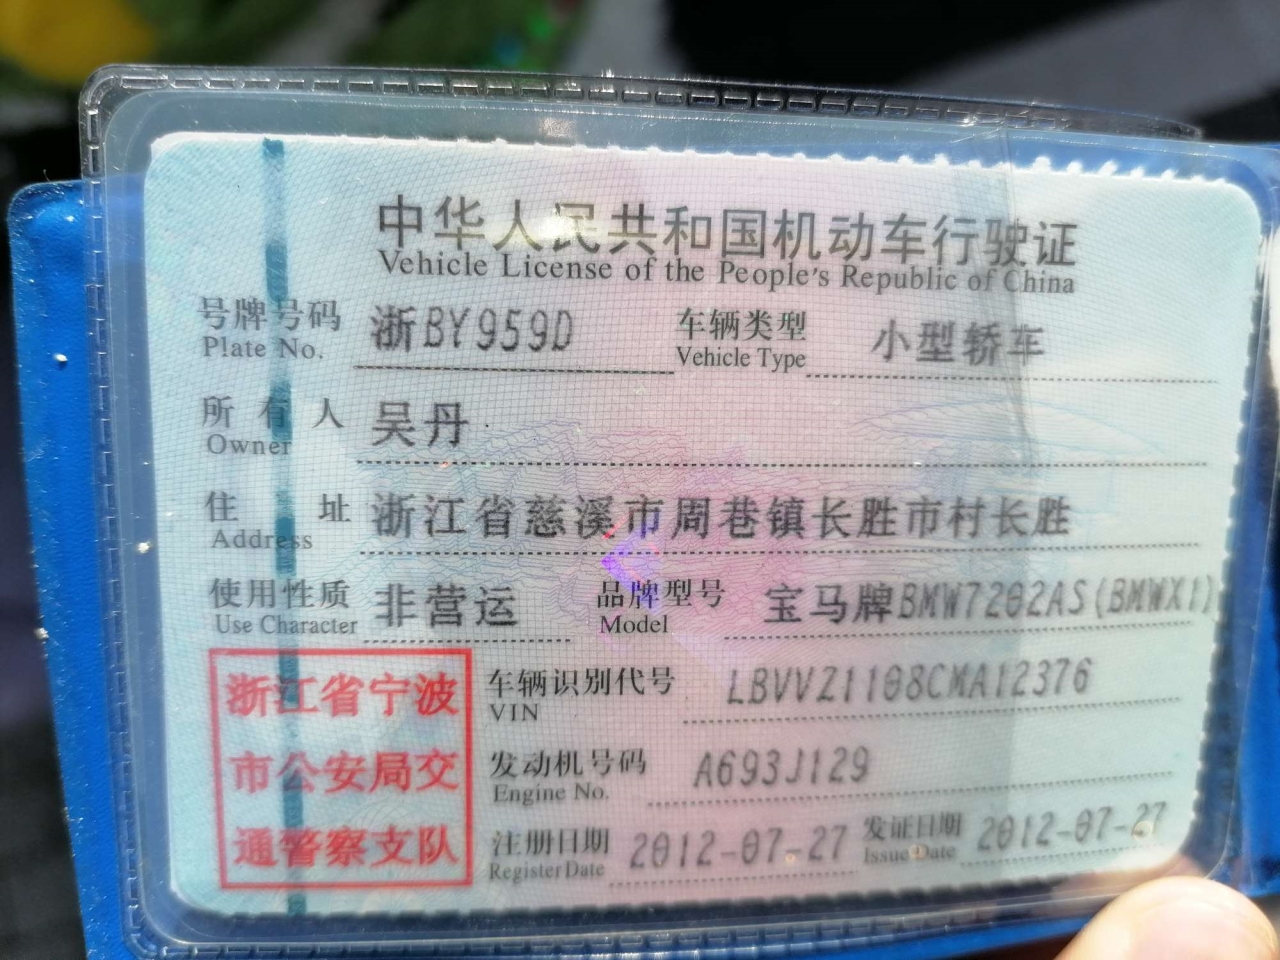 中华人民共和国机动车行驶证
Vehicle License of the People's Republic of China
号牌号码 浙BY959D 车辆类型 小型轿车
Plate No. Vehicle Type
所有人 吴丹
Owner
住址 浙江省慈溪市周巷镇长胜市村长胜
Address
使用性质 非营运 品牌型号 宝马牌BMW7202AS(BMWX1)
Use Character Model
浙江省宁波
市公安局交
通警察支队
车辆识别代号 LBVVZ1108CMA12376
VIN
发动机号码 A693J129
Engine No.
注册日期 2012-07-27 发证日期 2012-07-27
Register Date Issue Date